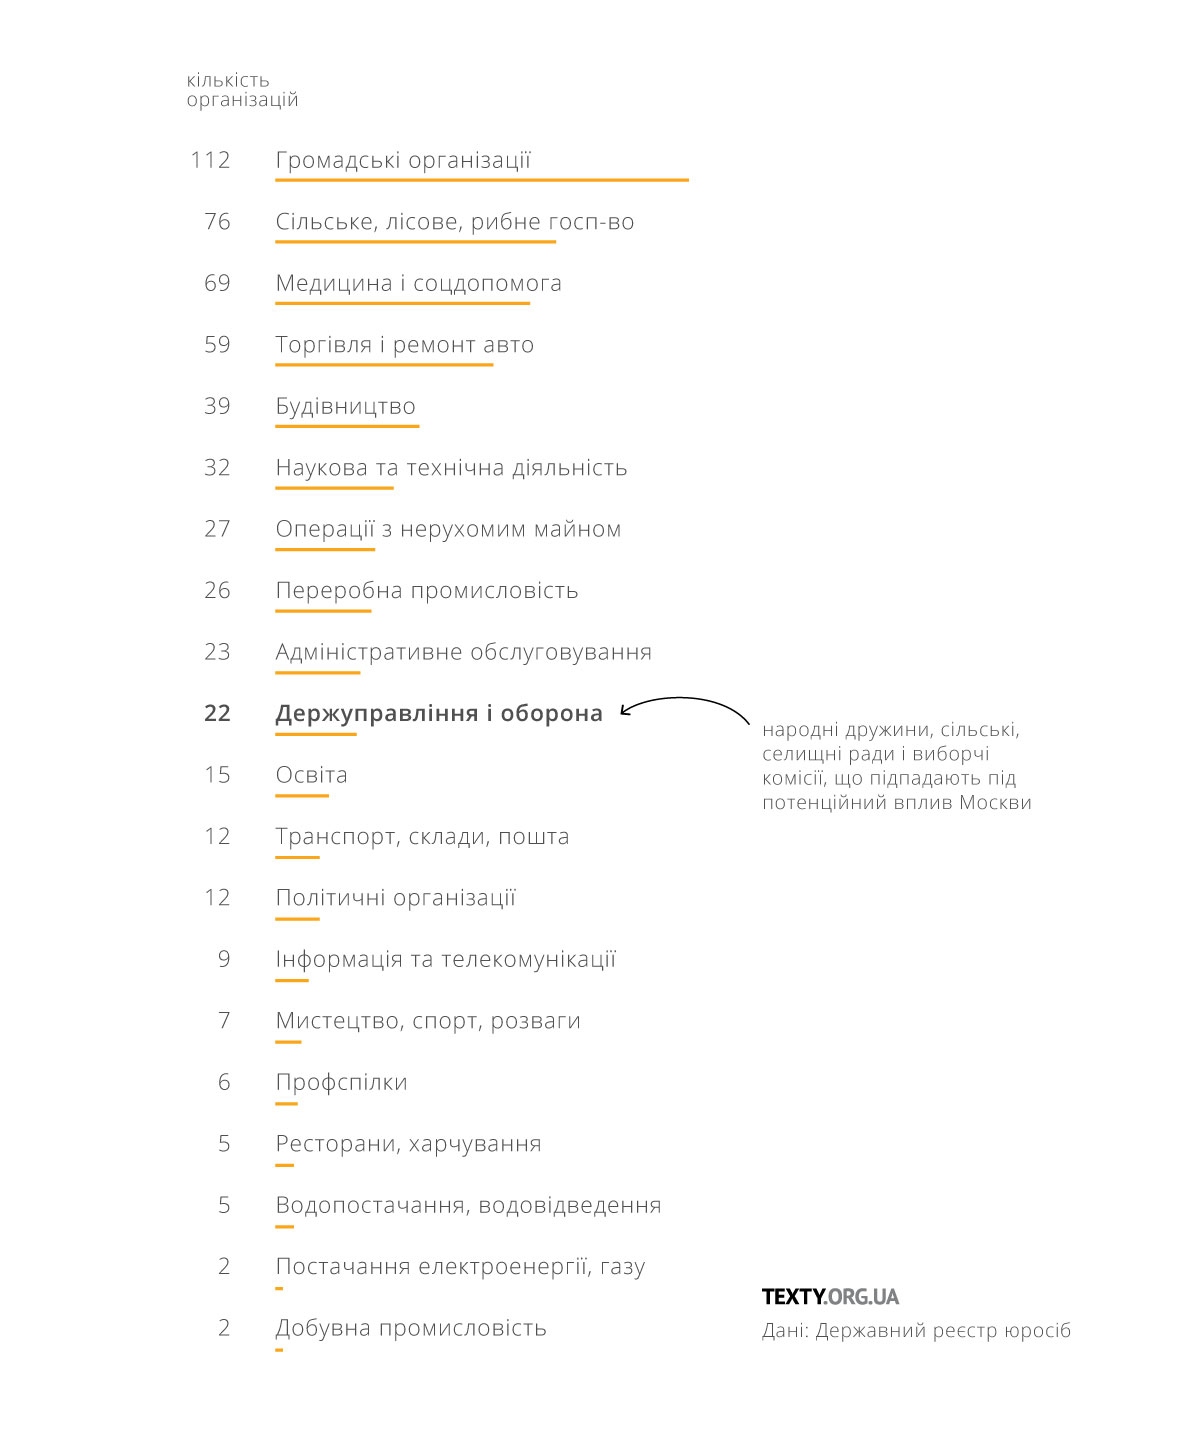 кількість
організацій
112 Громадські організації
76 Сільське, лісове, рибне госп-во
69 Медицина і соцдопомога
59 Торгівля і ремонт авто
39 Будівництво
32 Наукова та технічна діяльність
27 Операції з нерухомим майном
26 Переробна промисловість
23 Адміністративне обслуговування
22 Держуправління і оборона
народні дружини, сільські,
селищні ради і виборчі
комісії, що підпадають під
потенційний вплив Москви
15 Освіта
12 Транспорт, склади, пошта
12 Політичні організації
9 Інформація та телекомунікації
7 Мистецтво, спорт, розваги
6 Профспілки
5 Ресторани, харчування
5 Водопостачання, водовідведення
2 Постачання електроенергії, газу
2 Добувна промисловість
TEXTY.ORG.UA
Дані: Державний реєстр юросіб